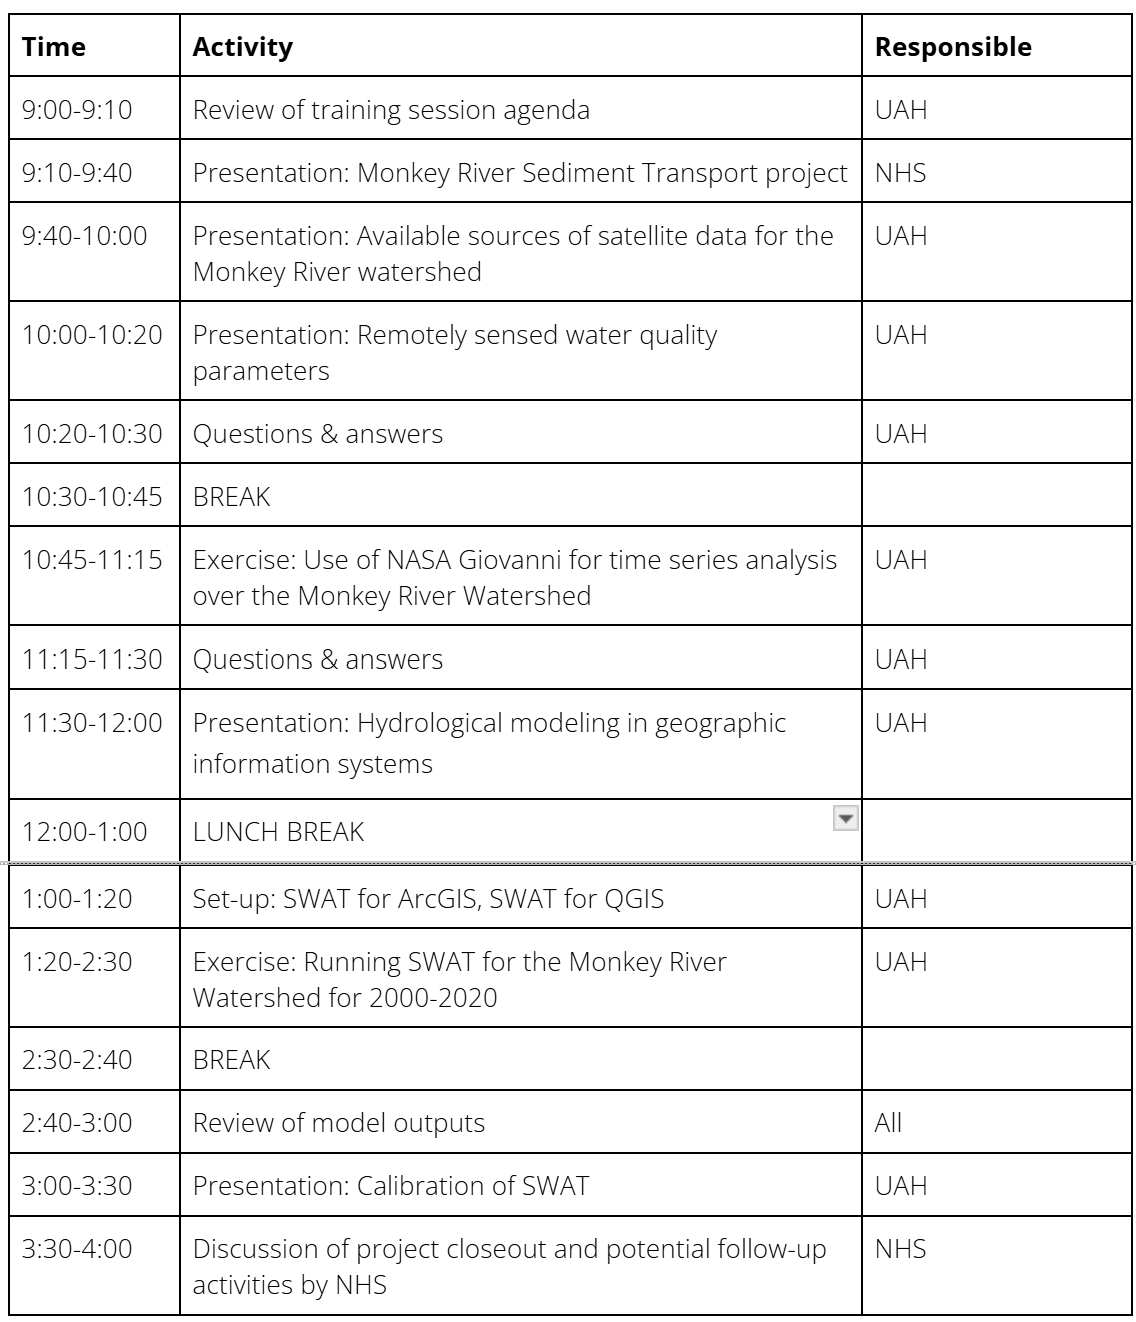 Time Activity Responsible
9:00-9:10 Review of training session agenda UAH
9:10-9:40 Presentation: Monkey River Sediment Transport project NHS
9:40-10:00 Presentation: Available sources of satellite data for the UAH
Monkey River watershed
10:00-10:20 Presentation: Remotely sensed water quality UAH
parameters
10:20-10:30 Questions & answers UAH
10:30-10:45 BREAK
10:45-11:15 Exercise: Use of NASA Giovanni for time series analysis UAH
over the Monkey River Watershed
11:15-11:30 Questions & answers UAH
11:30-12:00 Presentation: Hydrological modeling in geographic UAH
information systems
12:00-1:00 LUNCH BREAK
1:00-1:20 Set-up: SWAT for ArcGIS, SWAT for QGIS UAH
1:20-2:30 Exercise: Running SWAT for the Monkey River UAH
Watershed for 2000-2020
2:30-2:40 BREAK
2:40-3:00 Review of model outputs All
3:00-3:30 Presentation: Calibration of SWAT UAH
3:30-4:00 Discussion of project closeout and potential follow-up NHS
activities by NHS